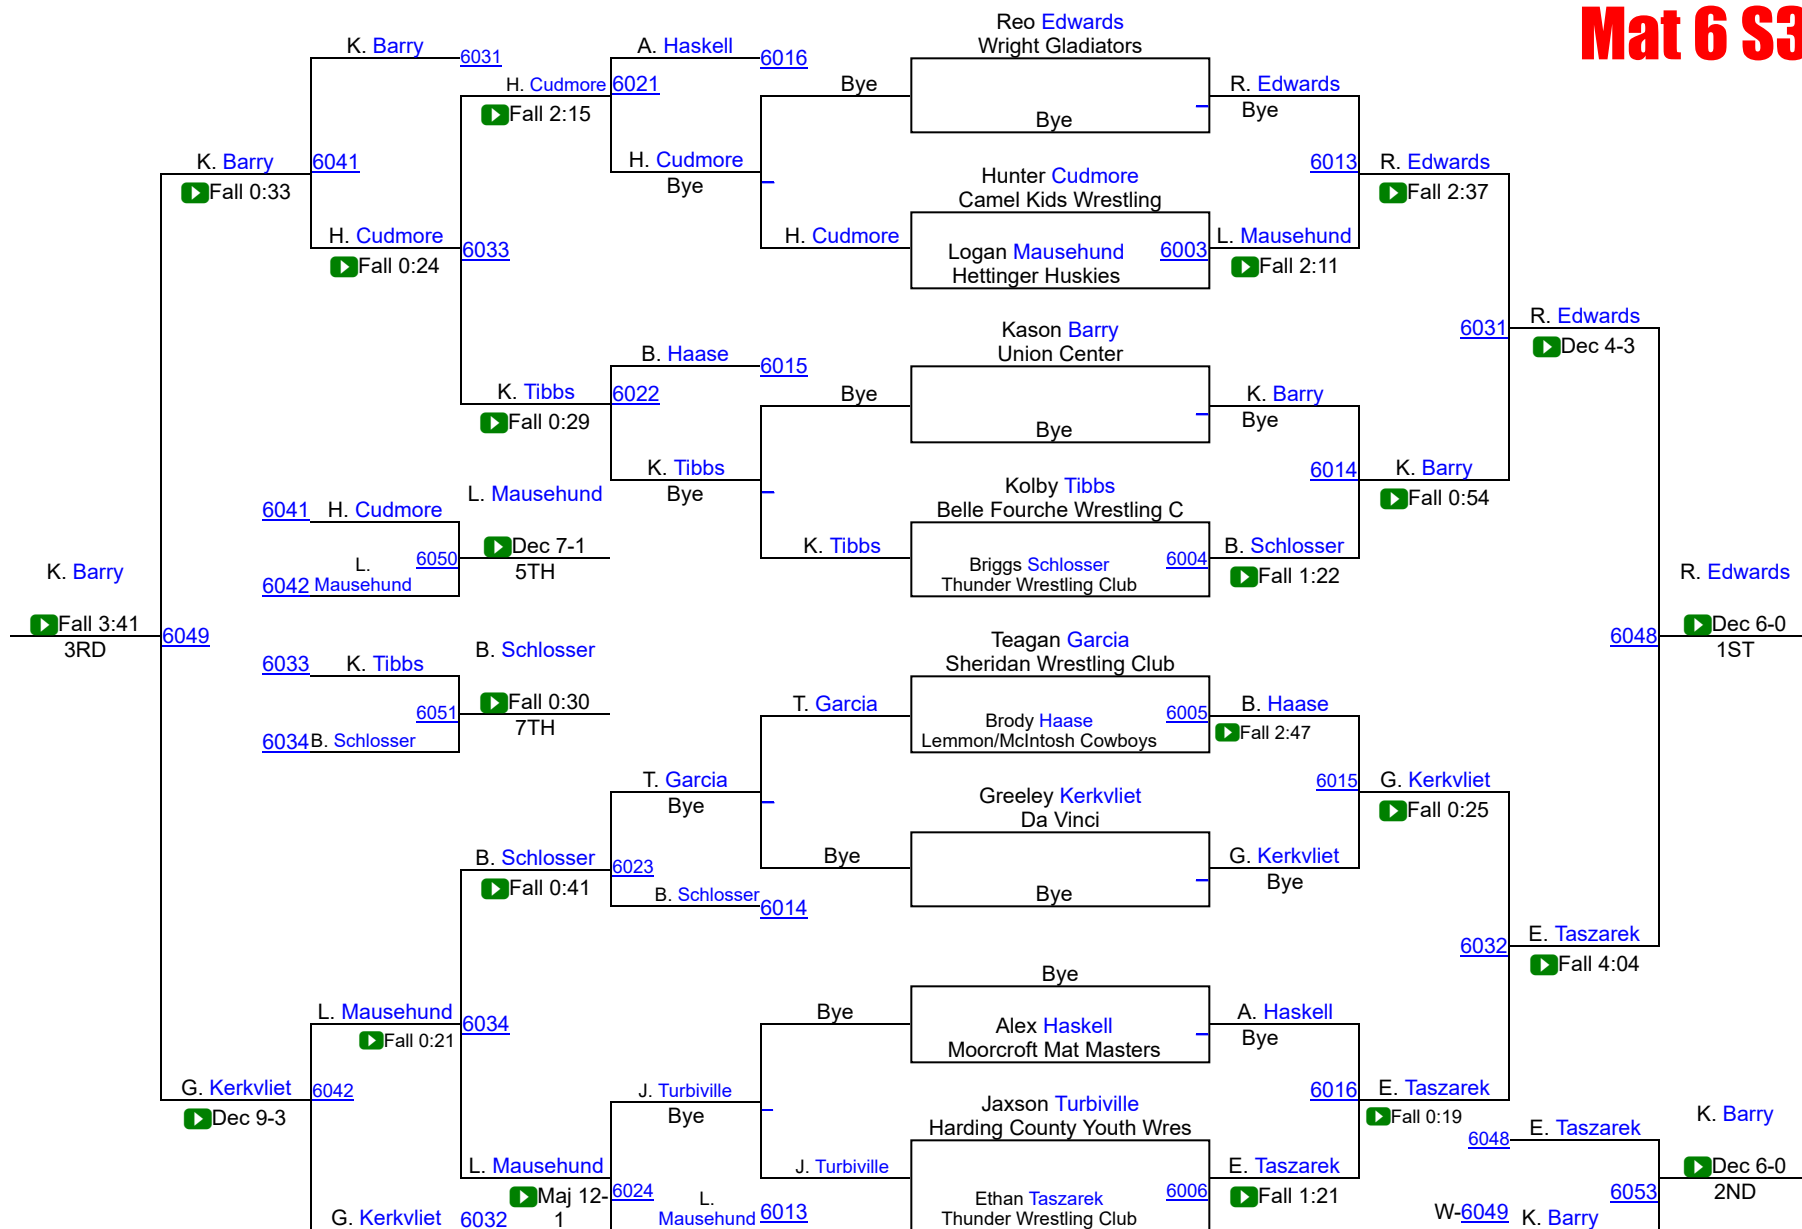 Mat 6 S3
Reo Edwards
Wright Gladiators
K. Barry
6031
A. Haskell
6016
H. Cudmore
6021
Fall 2:15
Bye
Bye
R. Edwards
Bye
K. Barry
6041
Fall 0:33
H. Cudmore
Bye
Hunter Cudmore
Camel Kids Wrestling
6013
R. Edwards
Fall 2:37
H. Cudmore
Fall 0:24
6033
H. Cudmore
Logan Mausehund
Hettinger Huskies
6003
L. Mausehund
Fall 2:11
Kason Barry
Union Center
6031
R. Edwards
Dec 4-3
B. Haase
6015
K. Tibbs
6022
Fall 0:29
Bye
Bye
K. Barry
Bye
K. Tibbs
Bye
Kolby Tibbs
Belle Fourche Wrestling C
6014
K. Barry
Fall 0:54
6041
H. Cudmore
L. Mausehund
6050
Dec 7-1
5TH
6042
L.
Mausehund
K. Tibbs
Briggs Schlosser
Thunder Wrestling Club
6004
B. Schlosser
Fall 1:22
K. Barry
Fall 3:41
3RD
6049
R. Edwards
6048
Dec 6-0
1ST
6033
K. Tibbs
B. Schlosser
6051
Fall 0:30
7TH
6034
B. Schlosser
Teagan Garcia
Sheridan Wrestling Club
T. Garcia
Brody Haase
Lemmon/McIntosh Cowboys
6005
B. Haase
Fall 2:47
T. Garcia
Bye
Greeley Kerkvliet
Da Vinci
6015
G. Kerkvliet
Fall 0:25
B. Schlosser
6023
Fall 0:41
B. Schlosser
6014
Bye
Bye
G. Kerkvliet
Bye
6032
E. Taszarek
Fall 4:04
Bye
L. Mausehund
Fall 0:21
6034
Bye
Alex Haskell
Moorcroft Mat Masters
A. Haskell
Bye
G. Kerkvliet
6042
Dec 9-3
J. Turbiville
Bye
Jaxson Turbiville
Harding County Youth Wres
6016
E. Taszarek
Fall 0:19
K. Barry
6048
E. Taszarek
L. Mausehund
Maj 12-
1
6024
J. Turbiville
Ethan Taszarek
Thunder Wrestling Club
6006
E. Taszarek
Fall 1:21
Dec 6-0
2ND
6053
G. Kerkvliet
6032
L.
Mausehund
6013
W-6049
K. Barry